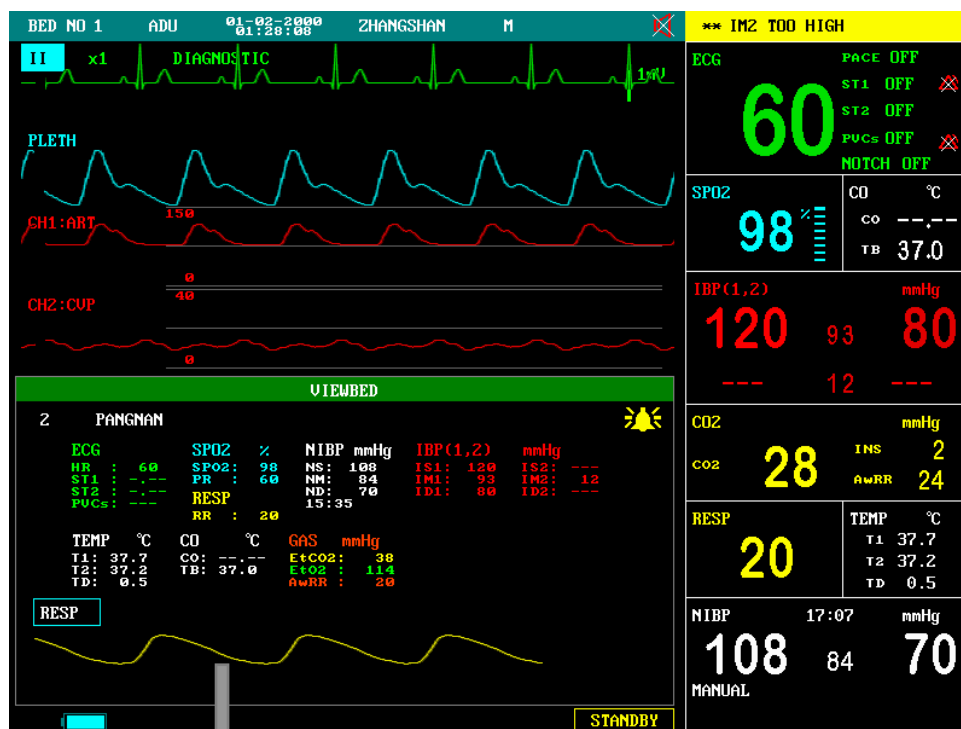 BED NO 1 ADU 01-02-2000 ZHANGSHAN M
01:28:08
** IM2 TOO HIGH
II x1 DIAGNOSTIC
1mV
PLETH
CH1:ART 150
0
CH2:CVP 40
0
ECG PACE OFF
60 ST1 OFF
ST2 OFF
PVCs OFF
NOTCH OFF
SPO2 %
98
CO °C
CO --.--
TB 37.0
IBP(1,2) mmHg
120 93 80
--- 12 ---
CO2 mmHg
CO2 28 INS 2
AwRR 24
RESP
20
TEMP °C
T1 37.7
T2 37.2
TD 0.5
NIBP 17:07 mmHg
108 84 70
MANUAL
VIEWBED
2 PANGNAN
ECG
HR : 60
ST1 : -.--
ST2 : -.--
PVCs: ---
SPO2 %
SPO2: 98
PR : 60
RESP
RR : 20
NIBP mmHg
NS: 108
NM: 84
ND: 70
15:35
IBP(1,2) mmHg
IS1: 120 IS2: ---
IM1: 93 IM2: 12
ID1: 80 ID2: ---
TEMP °C
T1: 37.7
T2: 37.2
TD: 0.5
CO °C
CO: --.--
TB: 37.0
GAS mmHg
EtCO2: 38
EtO2 : 114
AwRR : 20
RESP
STANDBY